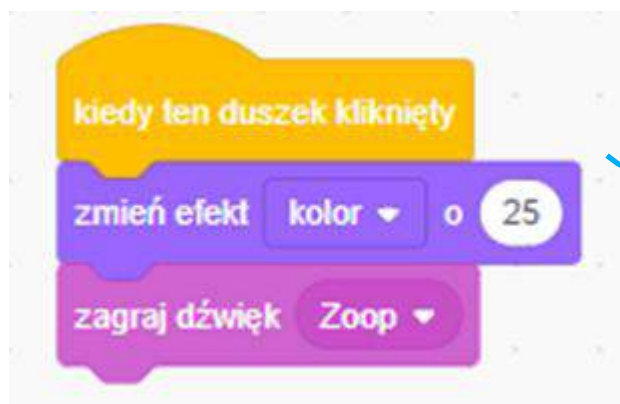 kiedy ten duszek kliknięty
zmień efekt kolor o 25
zagraj dźwięk Zoop